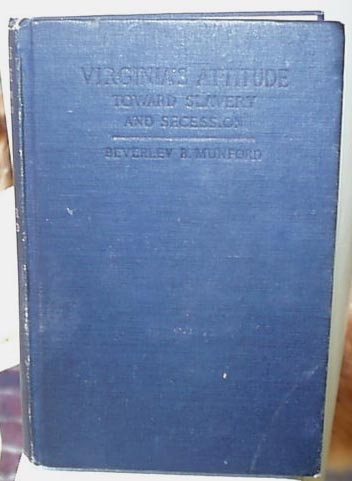 VIRGINIA'S ATTITUDE
TOWARD SLAVERY
AND SECESSION
BEVERLEY B. MUNFORD